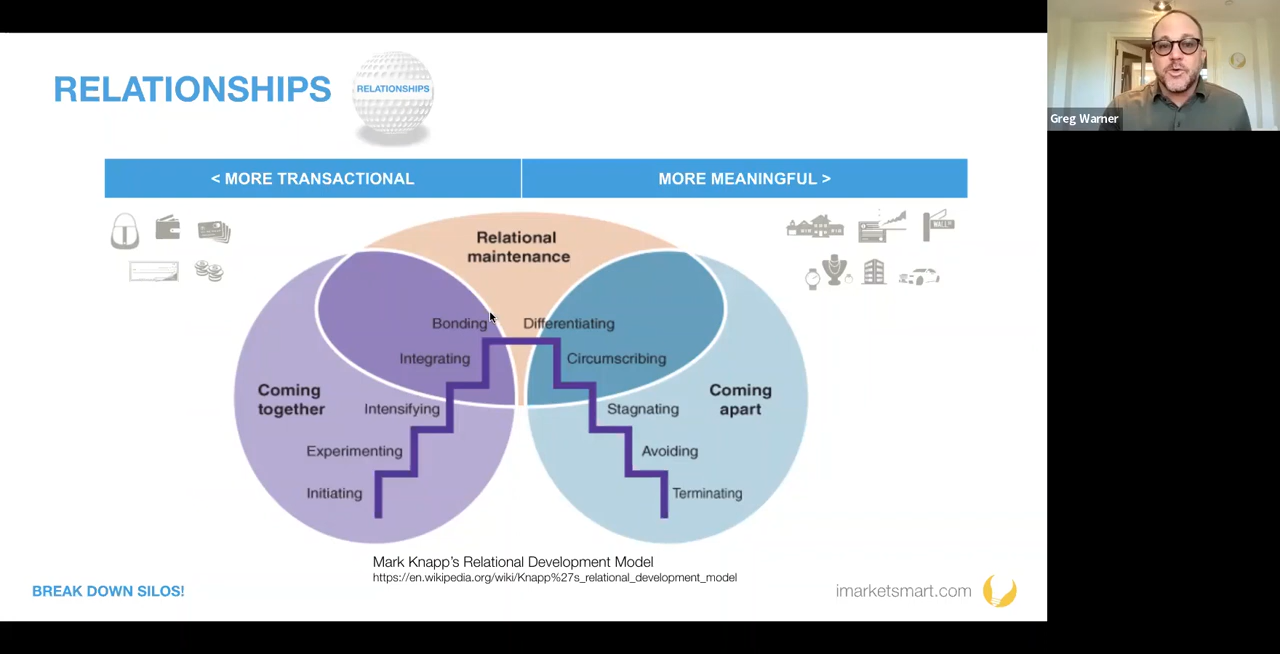 RELATIONSHIPS
RELATIONSHIPS
Greg Warner
< MORE TRANSACTIONAL
MORE MEANINGFUL >
WALL
Relational
maintenance
Bonding
Differentiating
Integrating
Circumscribing
Coming
together
Coming
apart
Intensifying
Stagnating
Experimenting
Avoiding
Initiating
Terminating
Mark Knapp's Relational Development Model
https://en.wikipedia.org/wiki/Knapp%27s_relational_development_model
BREAK DOWN SILOS!
imarketsmart.com